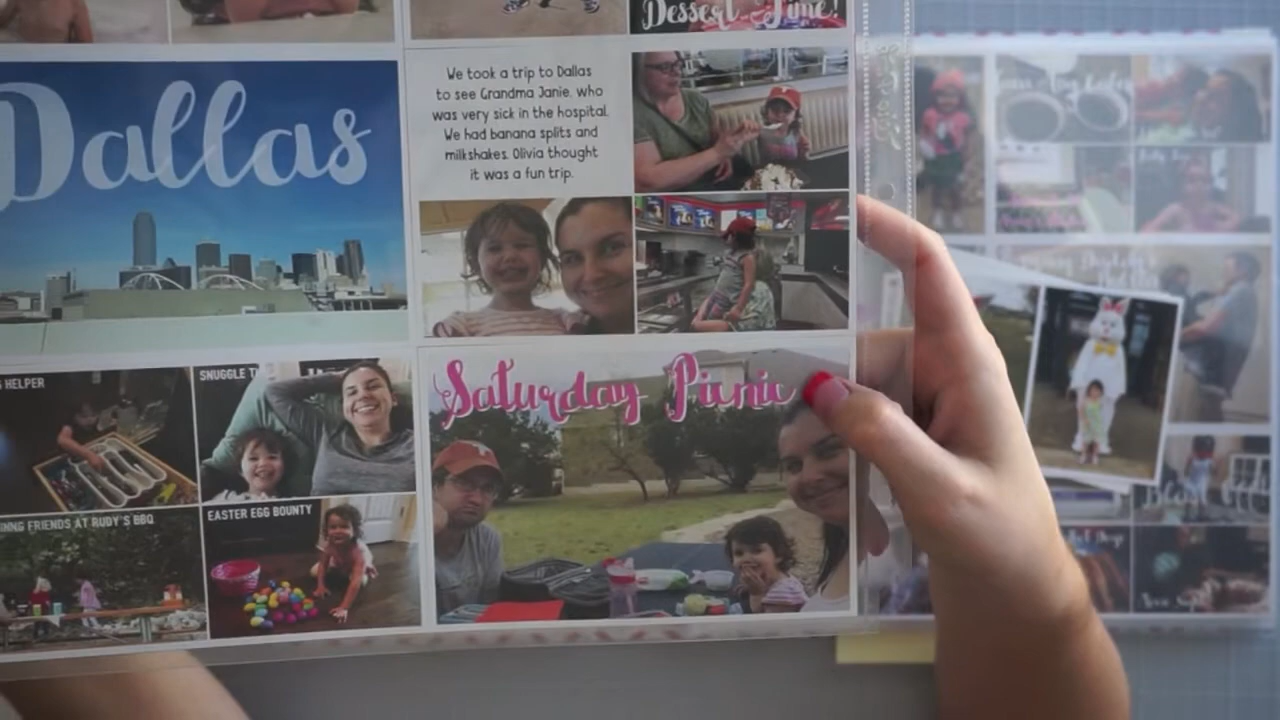 Dessert Time!
Dallas
We took a trip to Dallas
to see Grandma Janie, who
was very sick in the hospital.
We had banana splits and
milkshakes. Olivia thought
it was a fun trip.
HELPER
SNUGGLE
Saturday Picnic
FRIENDS AT RUDY'S BBQ
EASTER EGG BOUNTY